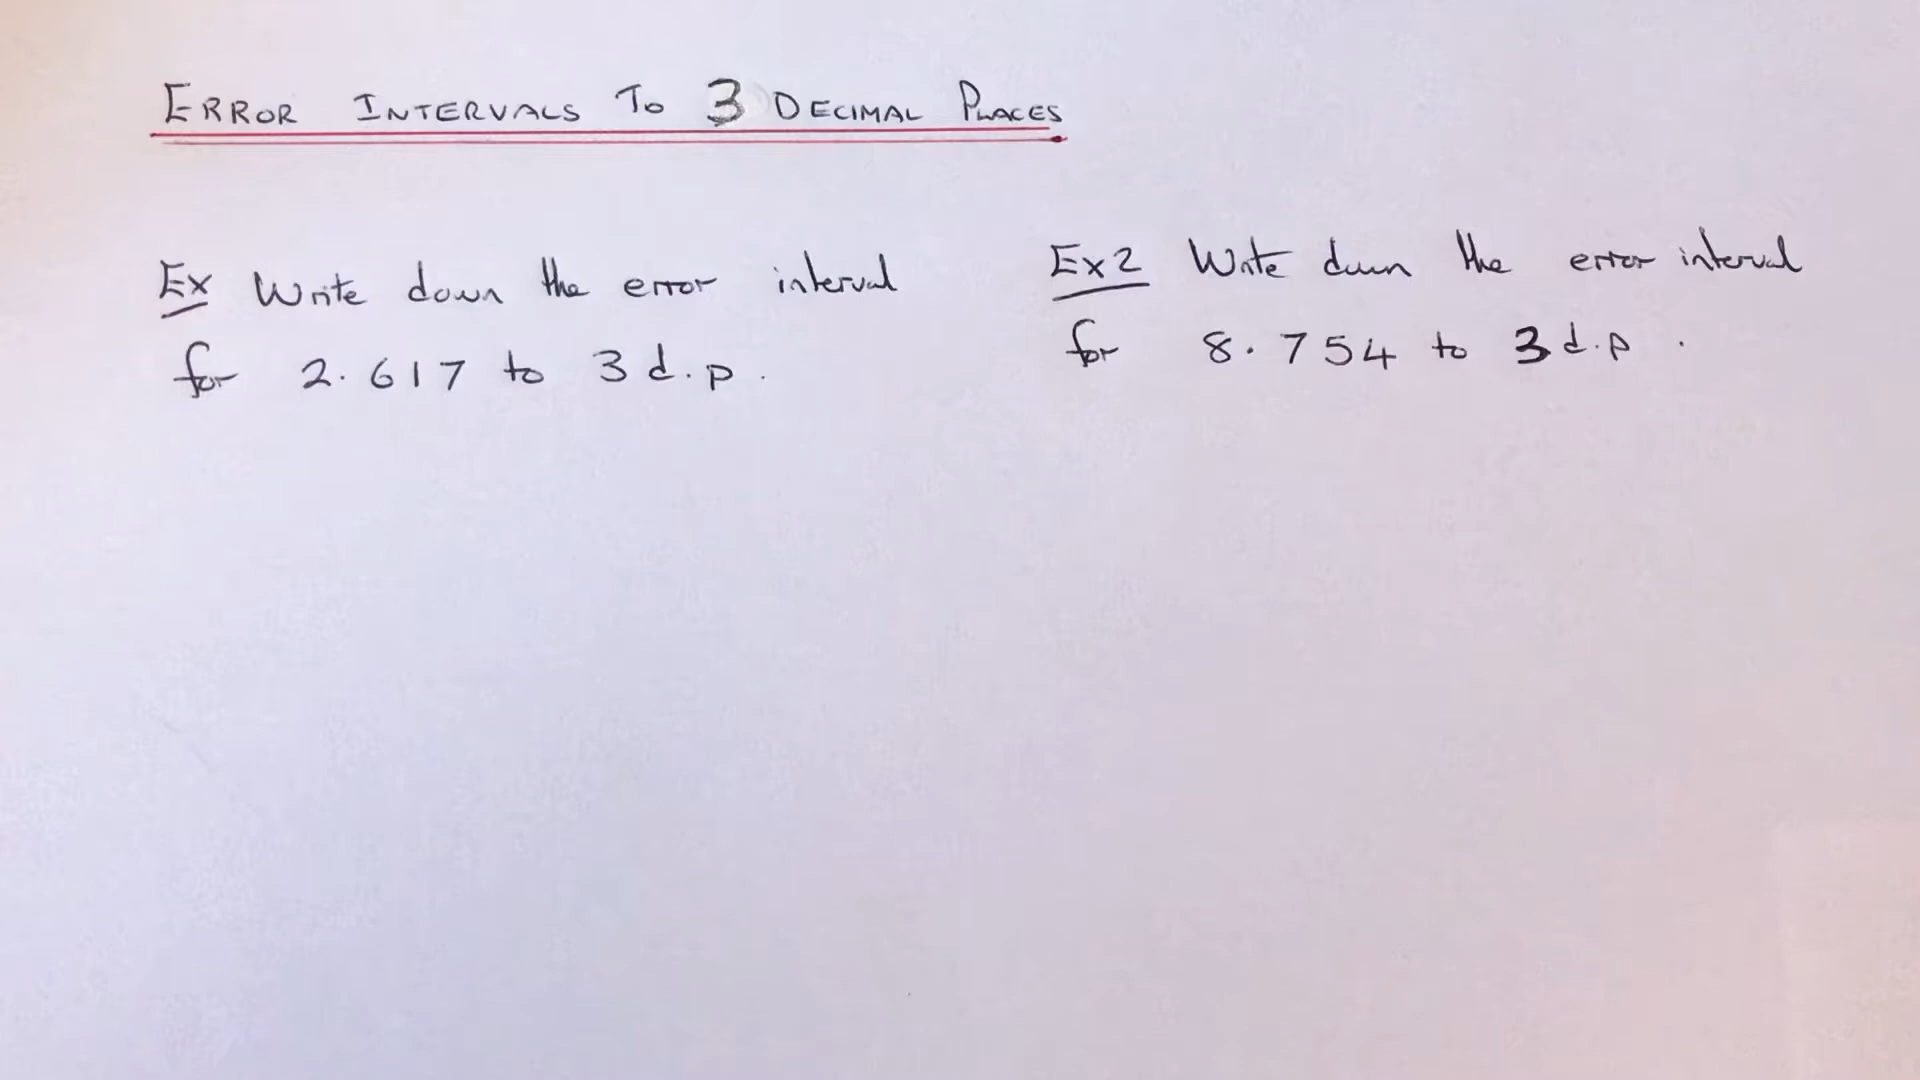 ERROR INTERVALS TO 3 DECIMAL PLACES
Ex Write down the error interval
for 2.617 to 3 d.p.
Ex2 Write down the error interval
for 8.754 to 3 d.p.